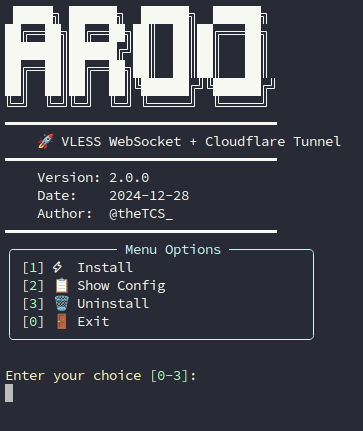 ARGO
🚀 VLESS WebSocket + Cloudflare Tunnel
Version: 2.0.0
Date: 2024-12-28
Author: @theTCS_
Menu Options
[1] ⚡ Install
[2] 📋 Show Config
[3] 🗑️ Uninstall
[0] 🚪 Exit
Enter your choice [0-3]: